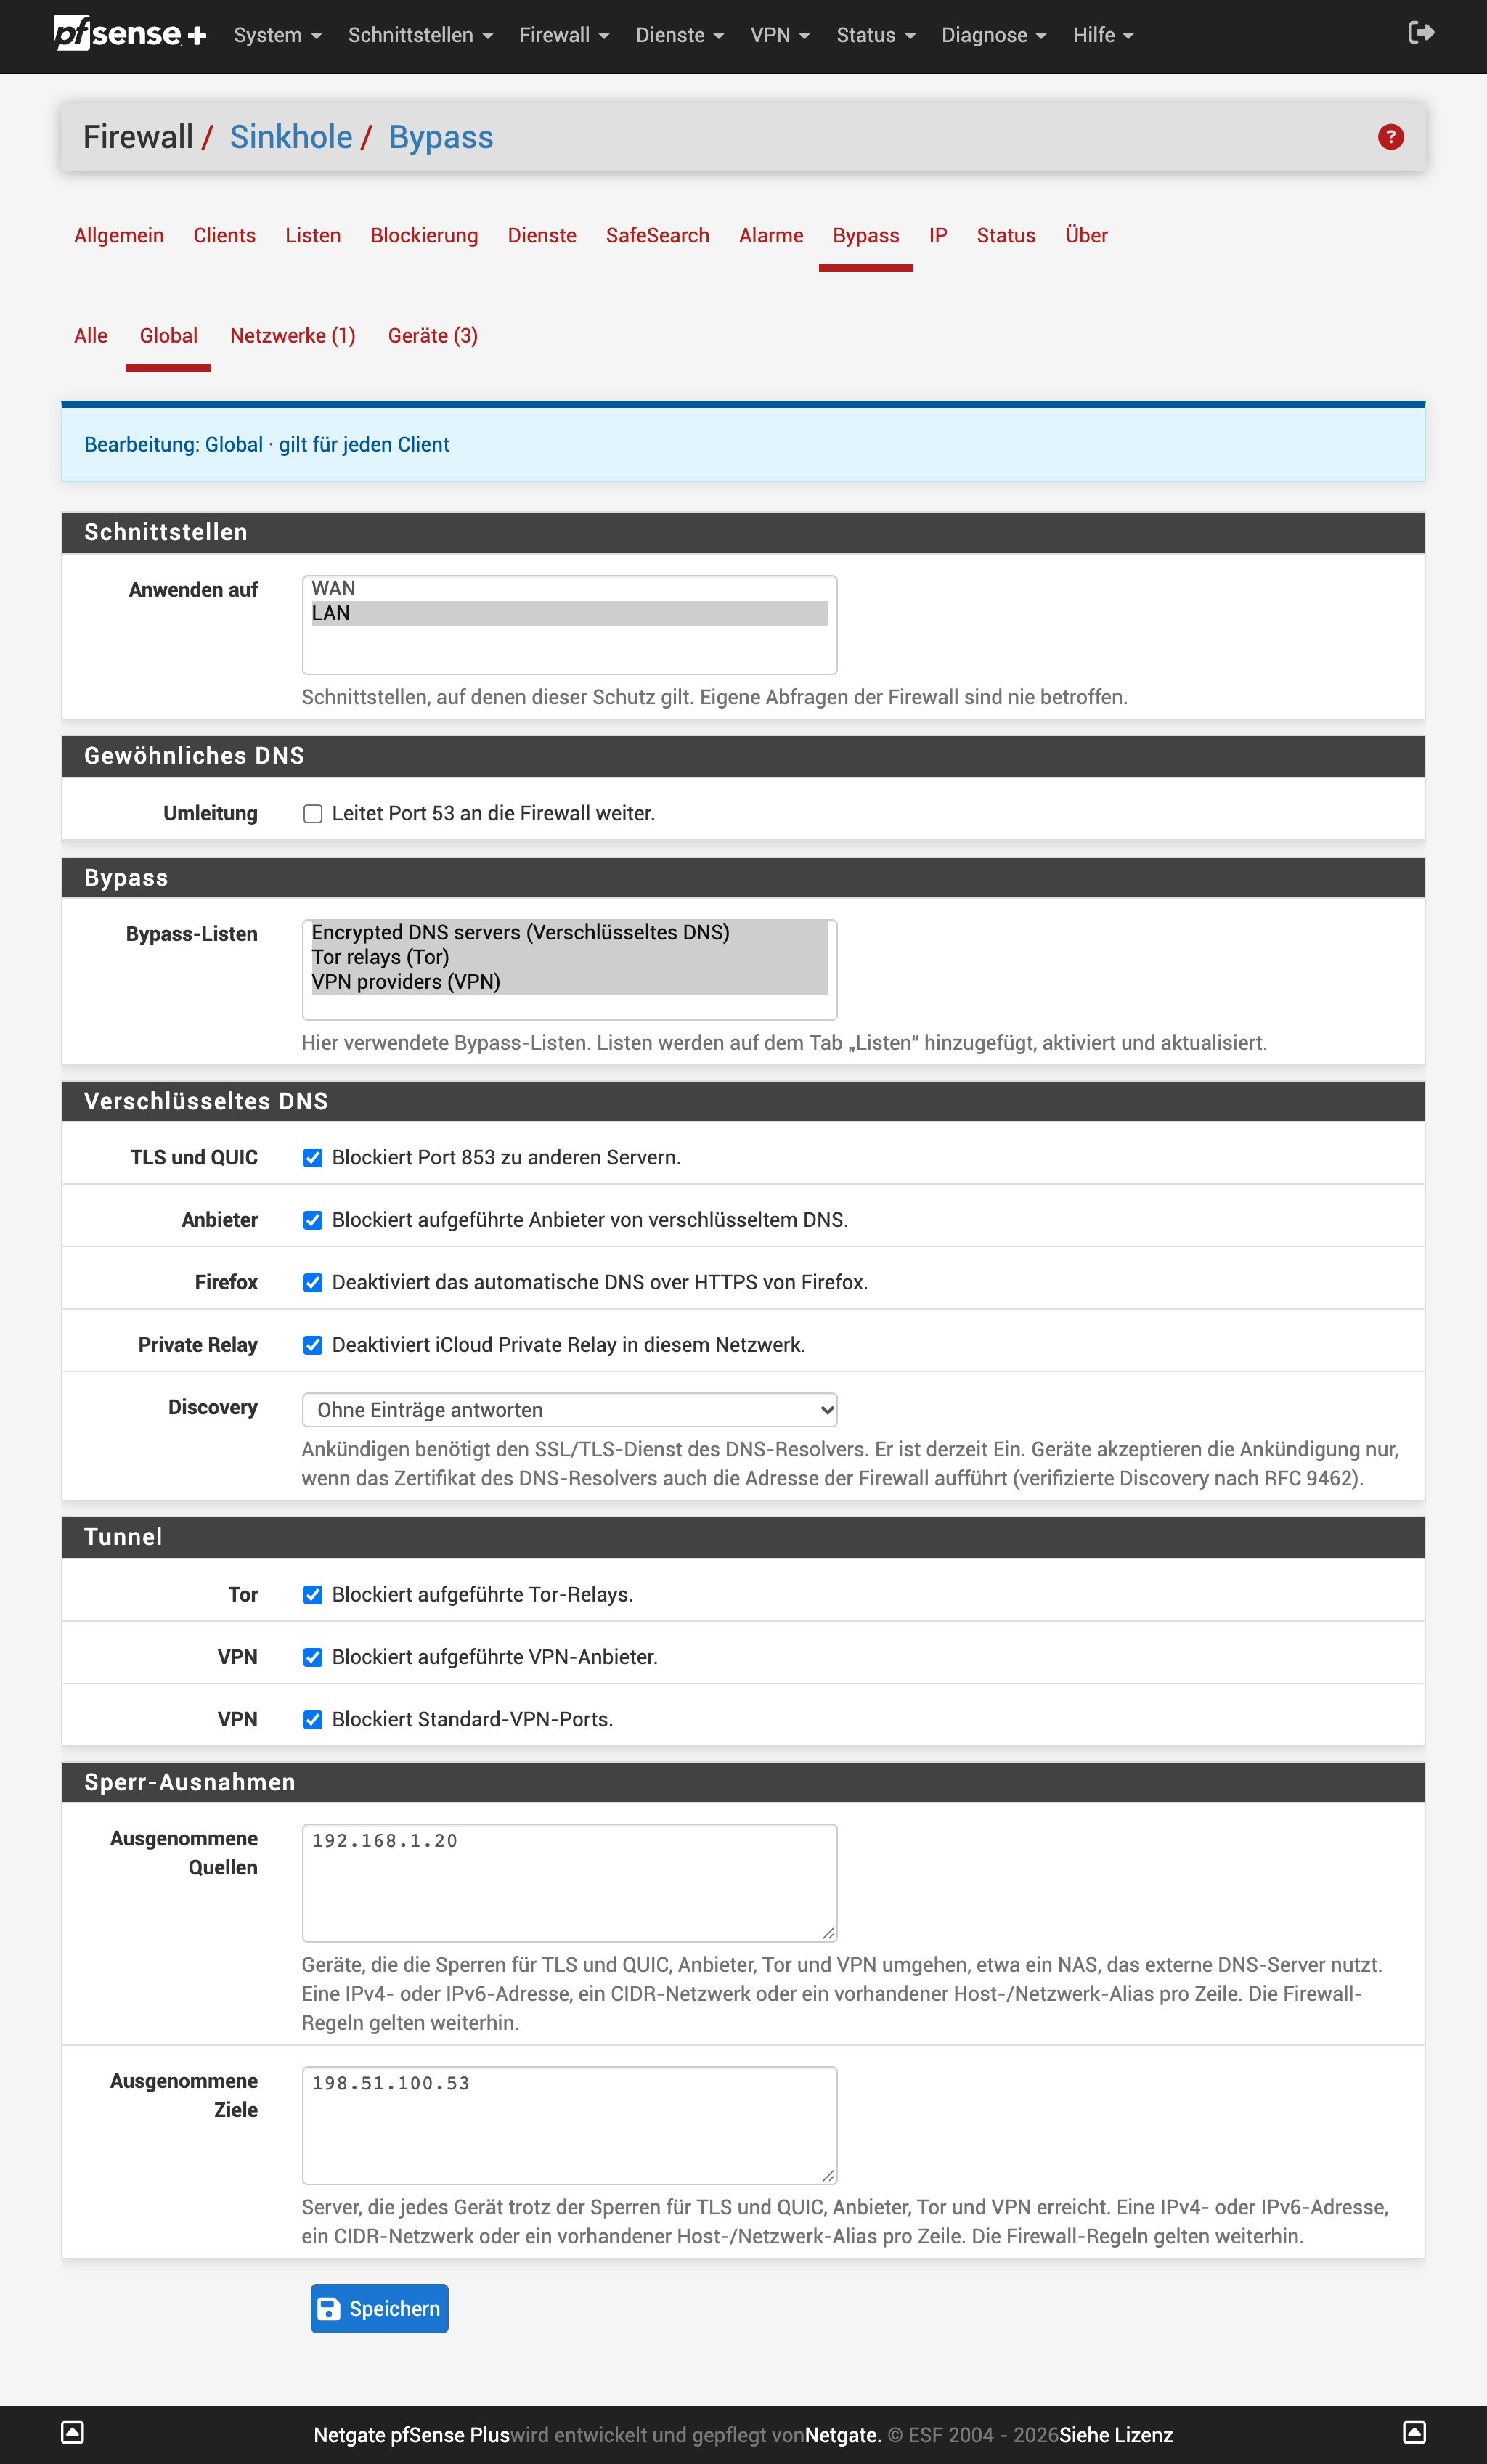 pfsense+ System Schnittstellen Firewall Dienste VPN Status Diagnose Hilfe
Firewall / Sinkhole / Bypass
Allgemein Clients Listen Blockierung Dienste SafeSearch Alarme Bypass IP Status Über
Alle Global Netzwerke (1) Geräte (3)
Bearbeitung: Global · gilt für jeden Client
Schnittstellen
Anwenden auf
WAN
LAN
Schnittstellen, auf denen dieser Schutz gilt. Eigene Abfragen der Firewall sind nie betroffen.
Gewöhnliches DNS
Umleitung Leitet Port 53 an die Firewall weiter.
Bypass
Bypass-Listen
Encrypted DNS servers (Verschlüsseltes DNS)
Tor relays (Tor)
VPN providers (VPN)
Hier verwendete Bypass-Listen. Listen werden auf dem Tab „Listen“ hinzugefügt, aktiviert und aktualisiert.
Verschlüsseltes DNS
TLS und QUIC Blockiert Port 853 zu anderen Servern.
Anbieter Blockiert aufgeführte Anbieter von verschlüsseltem DNS.
Firefox Deaktiviert das automatische DNS over HTTPS von Firefox.
Private Relay Deaktiviert iCloud Private Relay in diesem Netzwerk.
Discovery Ohne Einträge antworten
Ankündigen benötigt den SSL/TLS-Dienst des DNS-Resolvers. Er ist derzeit Ein. Geräte akzeptieren die Ankündigung nur,
wenn das Zertifikat des DNS-Resolvers auch die Adresse der Firewall aufführt (verifizierte Discovery nach RFC 9462).
Tunnel
Tor Blockiert aufgeführte Tor-Relays.
VPN Blockiert aufgeführte VPN-Anbieter.
VPN Blockiert Standard-VPN-Ports.
Sperr-Ausnahmen
Ausgenommene
Quellen
192.168.1.20
Geräte, die die Sperren für TLS und QUIC, Anbieter, Tor und VPN umgehen, etwa ein NAS, das externe DNS-Server nutzt.
Eine IPv4- oder IPv6-Adresse, ein CIDR-Netzwerk oder ein vorhandener Host-/Netzwerk-Alias pro Zeile. Die Firewall-
Regeln gelten weiterhin.
Ausgenommene
Ziele
198.51.100.53
Server, die jedes Gerät trotz der Sperren für TLS und QUIC, Anbieter, Tor und VPN erreicht. Eine IPv4- oder IPv6-Adresse,
ein CIDR-Netzwerk oder ein vorhandener Host-/Netzwerk-Alias pro Zeile. Die Firewall-Regeln gelten weiterhin.
Speichern
Netgate pfSense Pluswird entwickelt und gepflegt vonNetgate. © ESF 2004 - 2026Siehe Lizenz